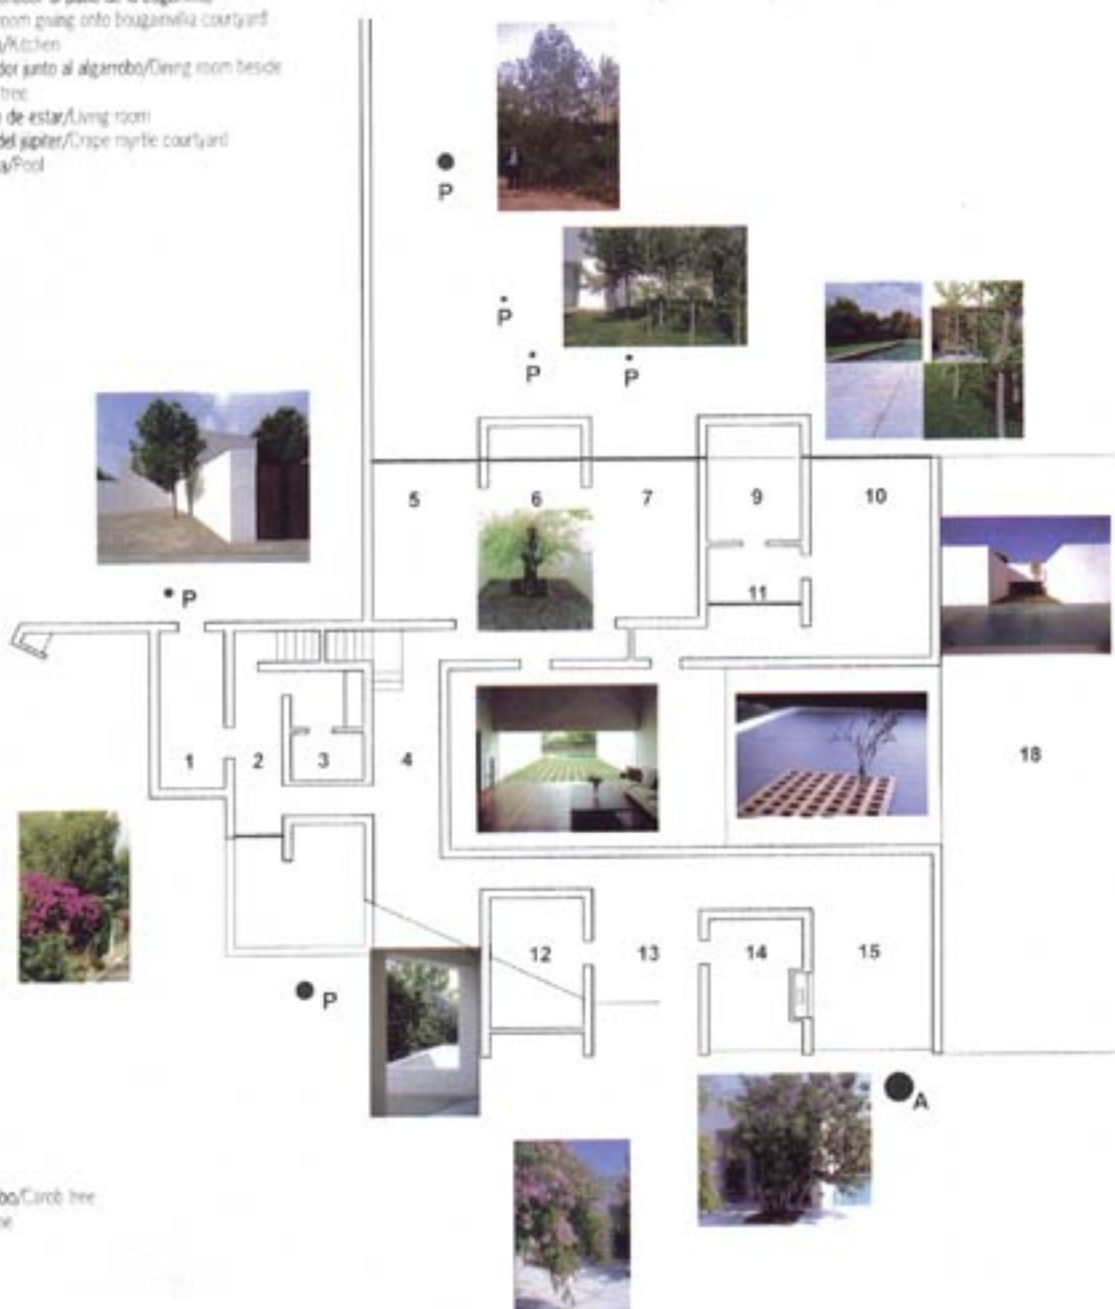 room giving onto bougainvillia courtyard
/Kitchen
dor junto al algarrobo/Dining room beside
tree
de estar/Living room
del jupiter/Crape myrtle courtyard
a/Pool
P
P
P
P
5
6
7
9
10
P
11
1
2
3
4
18
12
13
14
15
P
A
bo/Carob tree